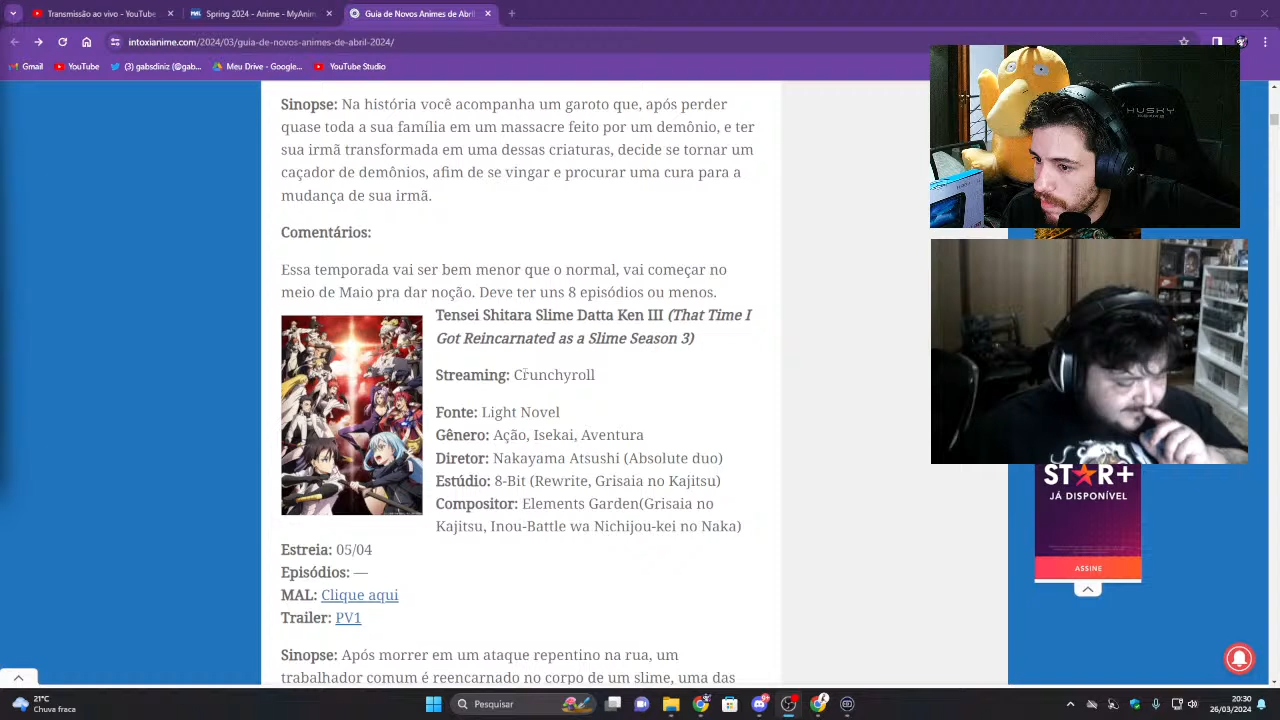 Transmissão ao vivo - YouTube
Spring 2024 - Anime - MyAnim
Guia de Novos Animes de Abril/2
intoxianime.com/2024/03/guia-de-novos-animes-de-abril-2024/
Gmail
YouTube
(3) gabsdiniz (@gab...
Meu Drive - Google...
YouTube Studio
Sinopse: Na história você acompanha um garoto que, após perder
quase toda a sua família em um massacre feito por um demônio, e ter
sua irmã transformada em uma dessas criaturas, decide se tornar um
caçador de demônios, afim de se vingar e procurar uma cura para a
mudança de sua irmã.
Comentários:
Essa temporada vai ser bem menor que o normal, vai começar no
meio de Maio pra dar noção. Deve ter uns 8 episódios ou menos.
Tensei Shitara Slime Datta Ken III (That Time I
Got Reincarnated as a Slime Season 3)
Streaming: Crunchyroll
Fonte: Light Novel
Gênero: Ação, Isekai, Aventura
Diretor: Nakayama Atsushi (Absolute duo)
Estúdio: 8-Bit (Rewrite, Grisaia no Kajitsu)
Compositor: Elements Garden(Grisaia no
Kajitsu, Inou-Battle wa Nichijou-kei no Naka)
Estreia: 05/04
Episódios: —
MAL: Clique aqui
Trailer: PV1
Sinopse: Após morrer em um ataque repentino na rua, um
trabalhador comum é reencarnado no corpo de um slime, uma das
HUSKY
STAR+
JÁ DISPONÍVEL
ASSINE
21°C
Chuva fraca
Pesquisar
20:30
26/03/2024